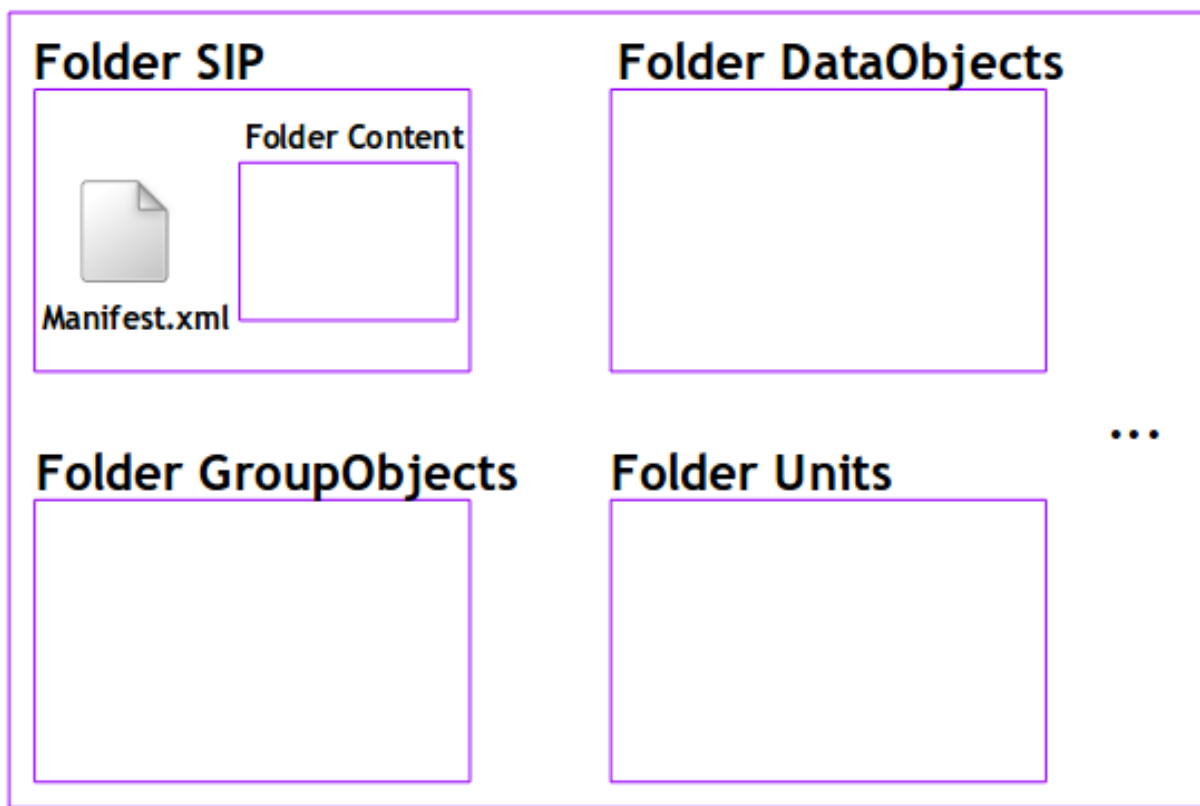 Folder SIP
Folder DataObjects
Folder Content
Manifest.xml
...
Folder GroupObjects
Folder Units